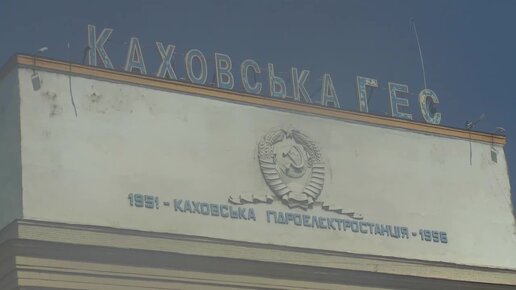 КАХОВСЬКА ГЕС
1951 - КАХОВСЬКА ГІДРОЕЛЕКТРОСТАНЦІЯ - 1956